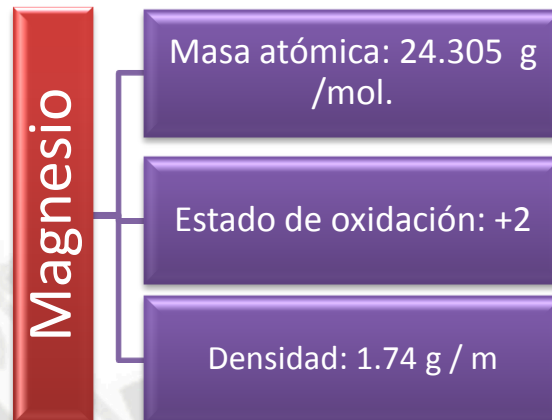 Magnesio
Masa atómica: 24.305 g
/mol.
Estado de oxidación: +2
Densidad: 1.74 g / m